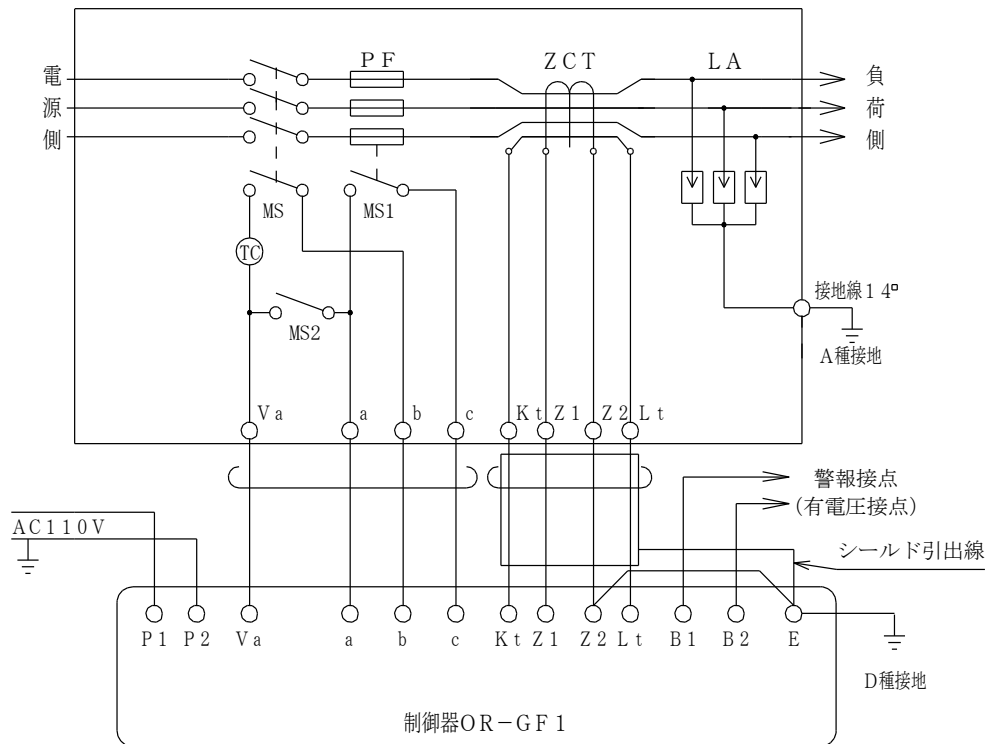 PF
ZCT
LA
電源側
負荷側
MS
MS1
TC
MS2
接地線14□
A種接地
Va
a
b
c
Kt
Z1
Z2
Lt
警報接点
(有電圧接点)
AC110V
シールド引出線
P1
P2
Va
a
b
c
Kt
Z1
Z2
Lt
B1
B2
E
D種接地
制御器OR-GF1